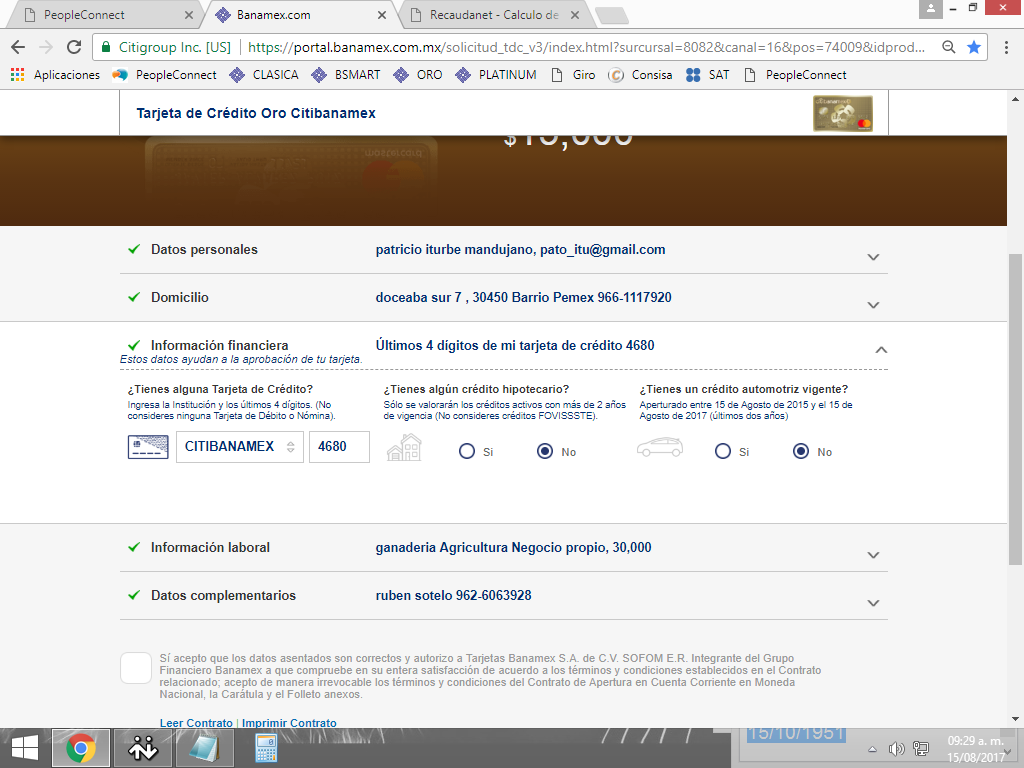 PeopleConnect
Banamex.com
Recaudanet - Calculo de
Citigroup Inc. [US]
https://portal.banamex.com.mx/solicitud_tdc_v3/index.html?surcursal=8082&canal=16&pos=74009&idprod...
Aplicaciones PeopleConnect CLASICA BSMART ORO PLATINUM Giro Consisa SAT PeopleConnect
Tarjeta de Crédito Oro Citibanamex
Datos personales patricio iturbe mandujano, pato_itu@gmail.com
Domicilio doceaba sur 7 , 30450 Barrio Pemex 966-1117920
Información financiera Últimos 4 dígitos de mi tarjeta de crédito 4680
Estos datos ayudan a la aprobación de tu tarjeta.
¿Tienes alguna Tarjeta de Crédito?
Ingresa la Institución y los últimos 4 dígitos. (No
consideres ninguna Tarjeta de Débito o Nómina).
CITIBANAMEX 4680
¿Tienes algún crédito hipotecario?
Sólo se valorarán los créditos activos con más de 2 años
de vigencia (No consideres créditos FOVISSSTE).
Si No
¿Tienes un crédito automotriz vigente?
Aperturado entre 15 de Agosto de 2015 y el 15 de
Agosto de 2017 (últimos dos años)
Si No
Información laboral ganaderia Agricultura Negocio propio, 30,000
Datos complementarios ruben sotelo 962-6063928
Sí acepto que los datos asentados son correctos y autorizo a Tarjetas Banamex S.A. de C.V. SOFOM E.R. Integrante del Grupo
Financiero Banamex a que compruebe en su entera satisfacción de acuerdo a los términos y condiciones establecidos en el Contrato
relacionado; acepto de manera irrevocable los términos y condiciones del Contrato de Apertura en Cuenta Corriente en Moneda
Nacional, la Carátula y el Folleto anexos.
Leer Contrato | Imprimir Contrato
15/10/1951
09:29 a. m.
15/08/2017